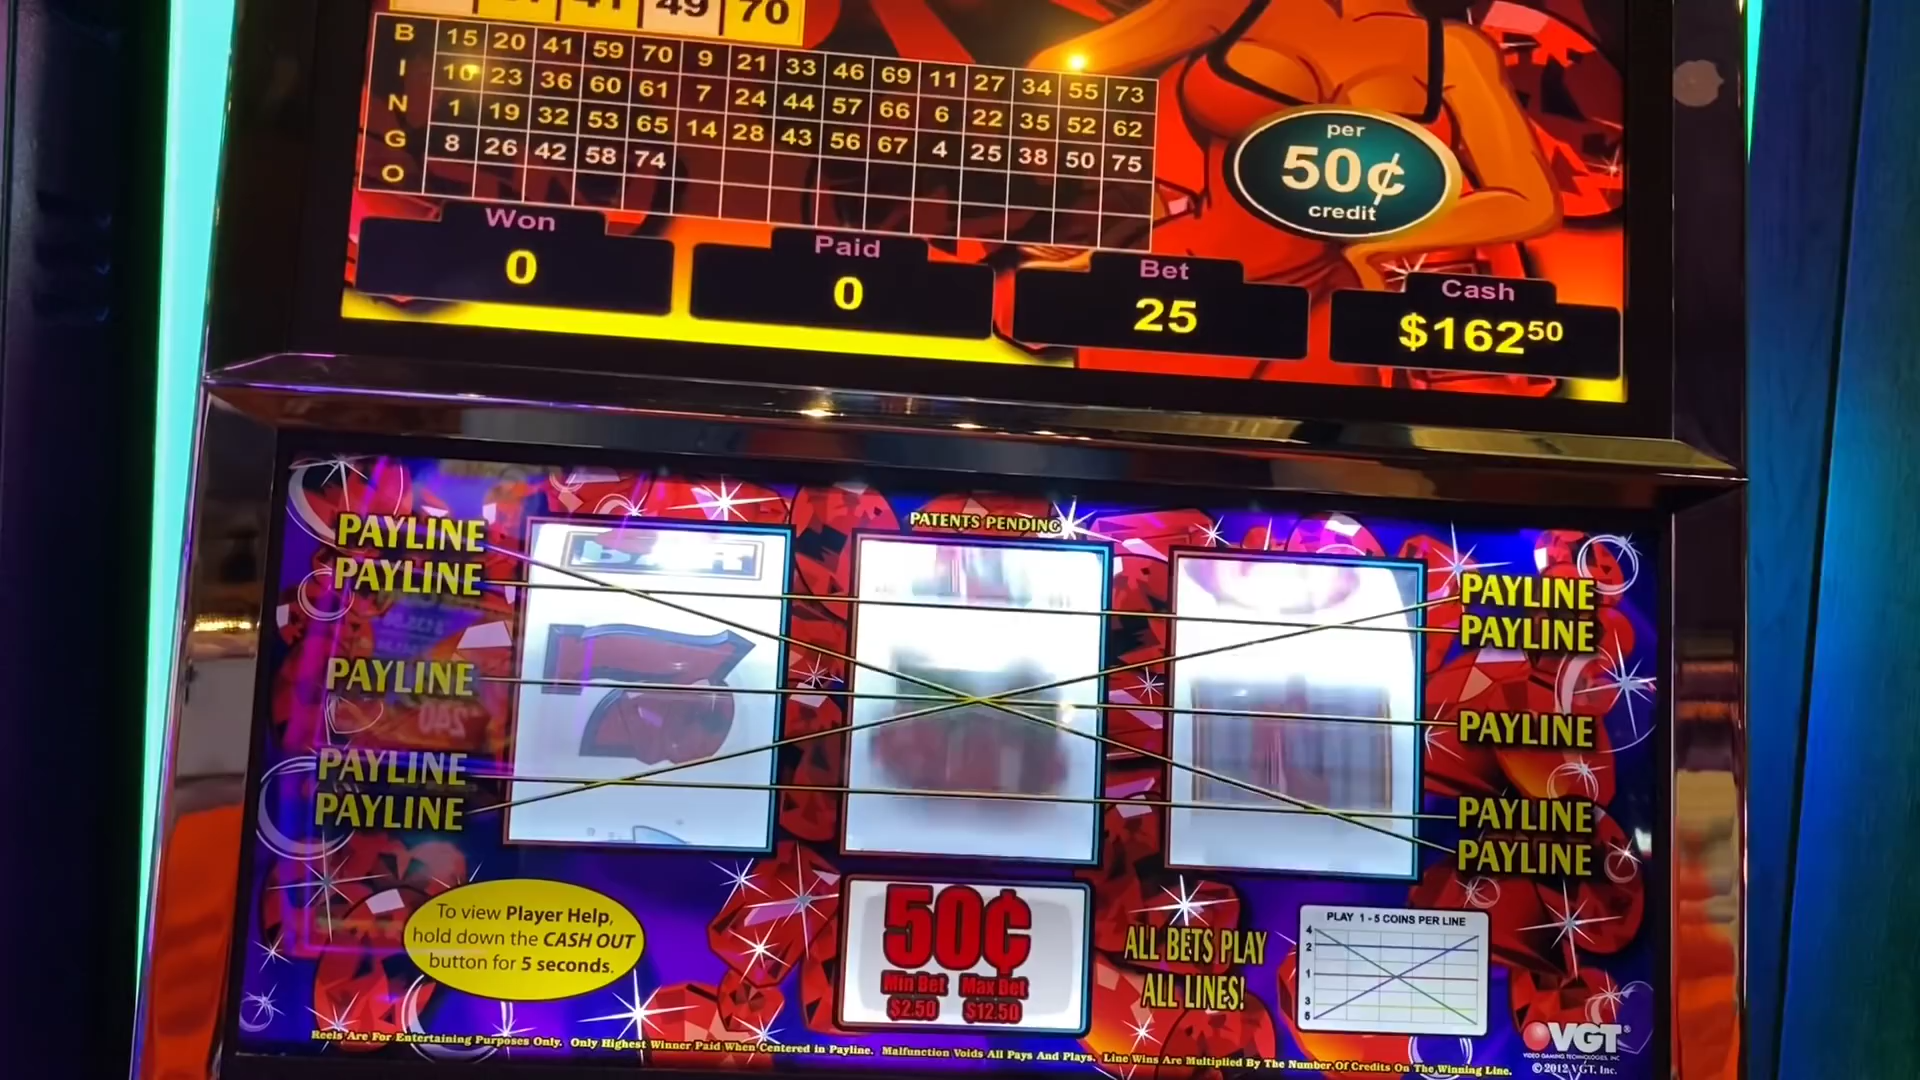 49 70
B 15 20 41 59 70 9 21 33 46 69 11 27 34 55 73
I 10 23 36 60 61 7 24 44 57 66 6 22 35 52 62
N 1 19 32 53 65 14 28 43 56 67 4 25 38 50 75
G 8 26 42 58 74
O
per
50¢
credit
Won
0
Paid
0
Bet
25
Cash
$162 50
PATENTS PENDING
PAYLINE
PAYLINE
PAYLINE
PAYLINE
PAYLINE
PAYLINE
PAYLINE
PAYLINE
PAYLINE
PAYLINE
To view Player Help,
hold down the CASH OUT
button for 5 seconds.
50¢
Min Bet Max Bet
$2.50 $12.50
ALL BETS PLAY
ALL LINES!
PLAY 1 - 5 COINS PER LINE
4
2
1
3
5
VGT®
VIDEO GAMING TECHNOLOGIES, INC
©2012 VGT, Inc.
Reels Are For Entertaining Purposes Only. Only Highest Winner Paid When Centered in Payline. Malfunction Voids All Pays And Plays. Line Wins Are Multiplied By The Number Of Credits On The Winning Line.